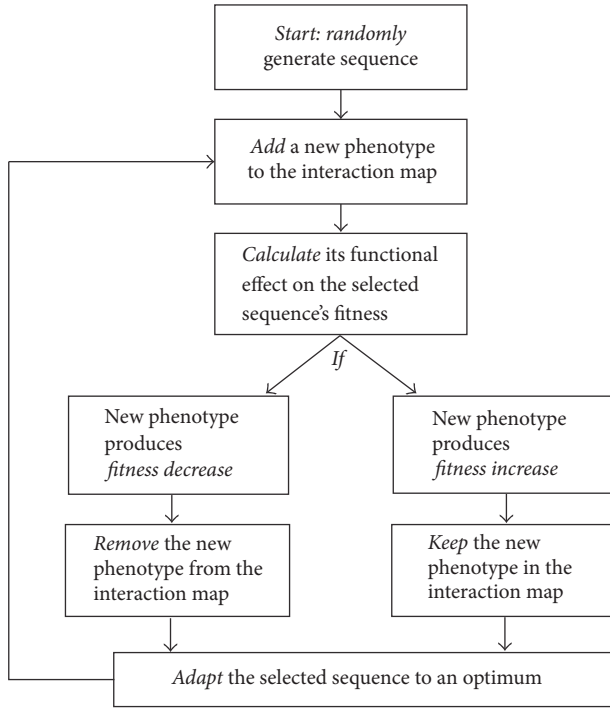 Start: randomly
generate sequence
Add a new phenotype
to the interaction map
Calculate its functional
effect on the selected
sequence's fitness
If
New phenotype
produces
fitness decrease
New phenotype
produces
fitness increase
Remove the new
phenotype from the
interaction map
Keep the new
phenotype in the
interaction map
Adapt the selected sequence to an optimum